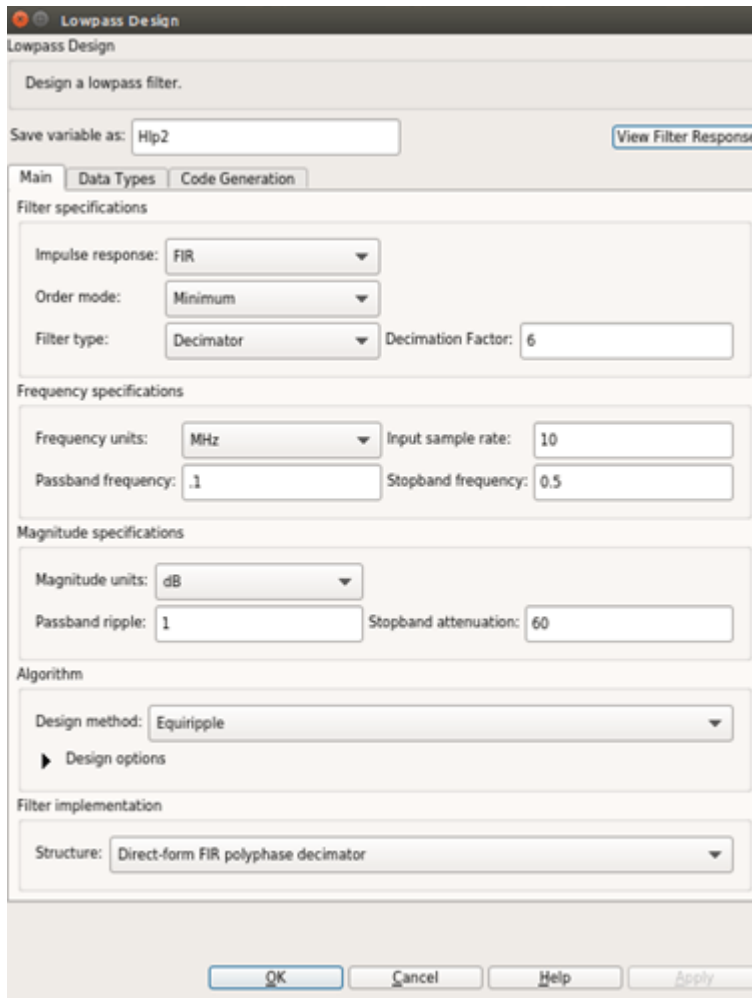 Lowpass Design
Lowpass Design
Design a lowpass filter.
Save variable as: Hlp2 View Filter Response
Main Data Types Code Generation
Filter specifications
Impulse response: FIR
Order mode: Minimum
Filter type: Decimator Decimation Factor: 6
Frequency specifications
Frequency units: MHz Input sample rate: 10
Passband frequency: .1 Stopband frequency: 0.5
Magnitude specifications
Magnitude units: dB
Passband ripple: 1 Stopband attenuation: 60
Algorithm
Design method: Equiripple
Design options
Filter implementation
Structure: Direct-form FIR polyphase decimator
OK Cancel Help Apply